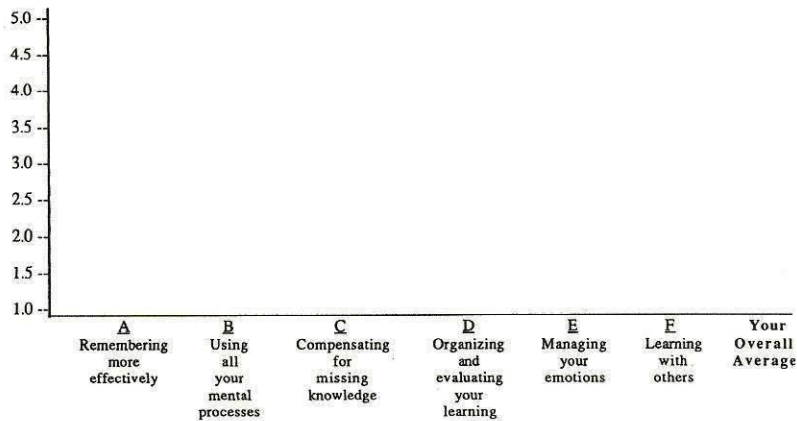 5.0
4.5
4.0
3.5
3.0
2.5
2.0
1.5
1.0
A
Remembering
more
effectively
B
Using
all
your
mental
processes
C
Compensating
for
missing
knowledge
D
Organizing
and
evaluating
your
learning
E
Managing
your
emotions
F
Learning
with
others
Your
Overall
Average